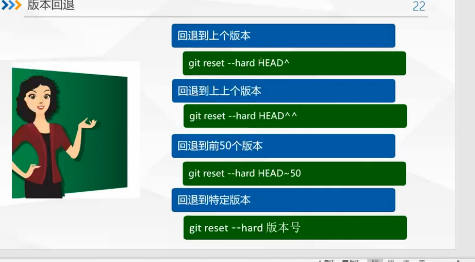 版本回退
22
回退到上个版本
git reset --hard HEAD^
回退到上上个版本
git reset --hard HEAD^^
回退到前50个版本
git reset --hard HEAD~50
回退到特定版本
git reset --hard 版本号